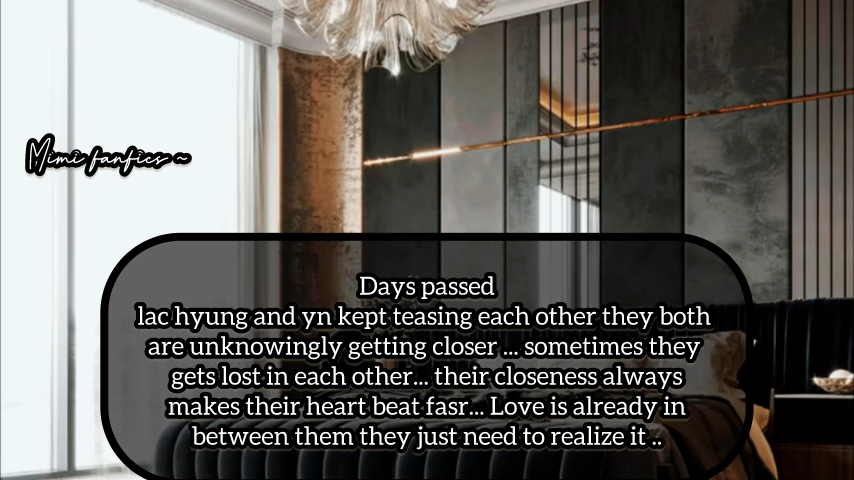 Mimi fanfics ~
Days passed
lac hyung and yn kept teasing each other they both
are unknowingly getting closer ... sometimes they
gets lost in each other... their closeness always
makes their heart beat fasr... Love is already in
between them they just need to realize it ..